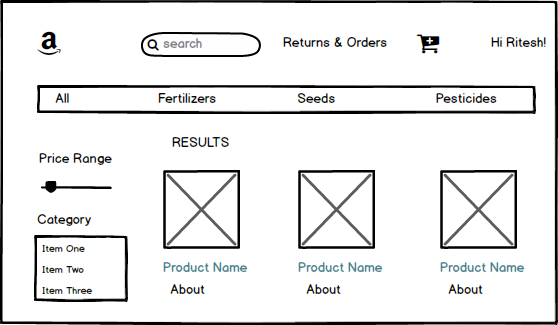 a
search
Returns & Orders
Hi Ritesh!
All
Fertilizers
Seeds
Pesticides
RESULTS
Price Range
Category
Item One
Item Two
Item Three
Product Name
Product Name
Product Name
About
About
About